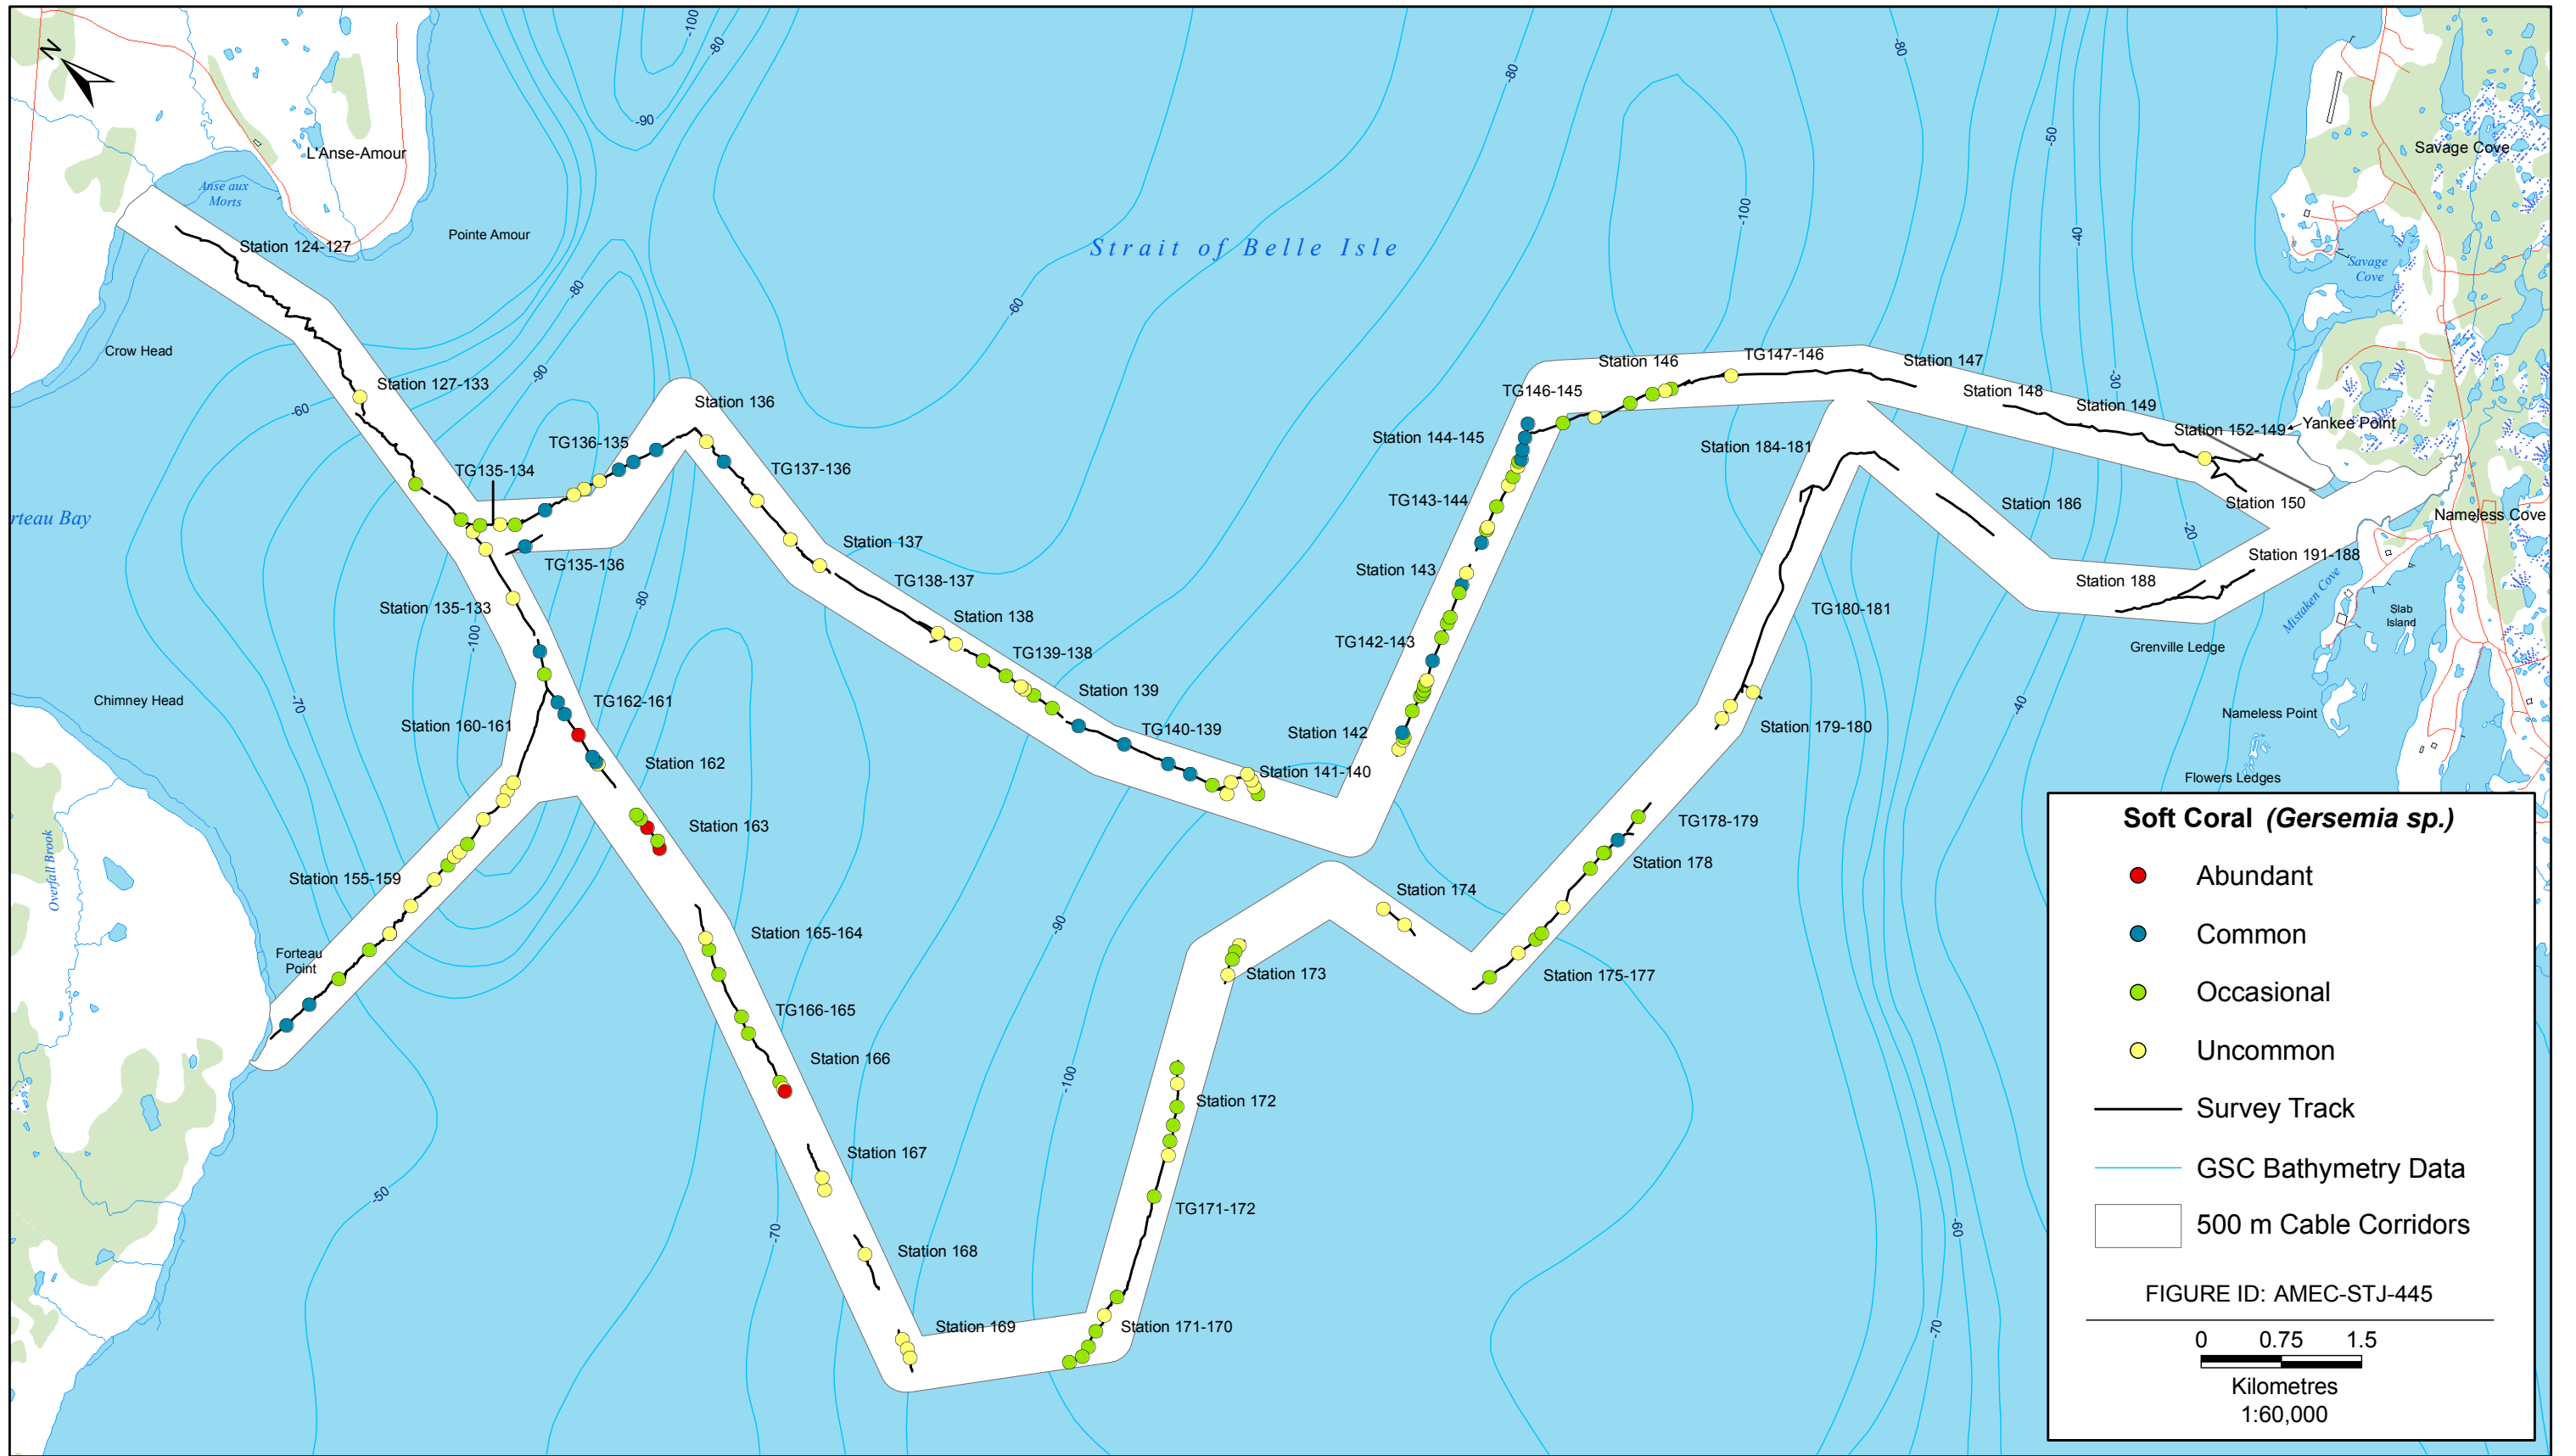 N
-100
-80
-80
-80
L'Anse-Amour
Savage Cove
-90
-50
Anse aux
Morts
Pointe Amour
Station 124-127
Strait of Belle Isle
-100
-40
Savage
Cove
-80
-60
Crow Head
-90
Station 127-133
-60
Station 136
Station 146
TG147-146
Station 147
TG146-145
Station 148
-30
Station 149
Yankee Point
Station 152-149
TG136-135
Station 144-145
Station 184-181
TG135-134
TG137-136
TG143-144
Station 186
Station 150
Nameless Cove
rteau Bay
-20
Station 137
TG135-136
TG138-137
Station 143
Station 191-188
Station 188
Mistaken Cove
Station 135-133
-80
Station 138
TG180-181
Slab
Island
-100
TG139-138
TG142-143
Grenville Ledge
Chimney Head
-70
TG162-161
Station 139
-40
Nameless Point
Station 160-161
TG140-139
Station 142
Station 179-180
Station 162
Station 141-140
Flowers Ledges
Overfall Brook
Station 163
TG178-179
Station 178
Station 155-159
Station 174
Station 165-164
-90
Forteau
Point
Station 173
Station 175-177
TG166-165
Station 166
-100
Station 172
Station 167
-50
TG171-172
-70
-60
Station 168
Station 169
Station 171-170
-70
Soft Coral (Gersemia sp.)
Abundant
Common
Occasional
Uncommon
Survey Track
GSC Bathymetry Data
500 m Cable Corridors
FIGURE ID: AMEC-STJ-445
0 0.75 1.5
Kilometres
1:60,000